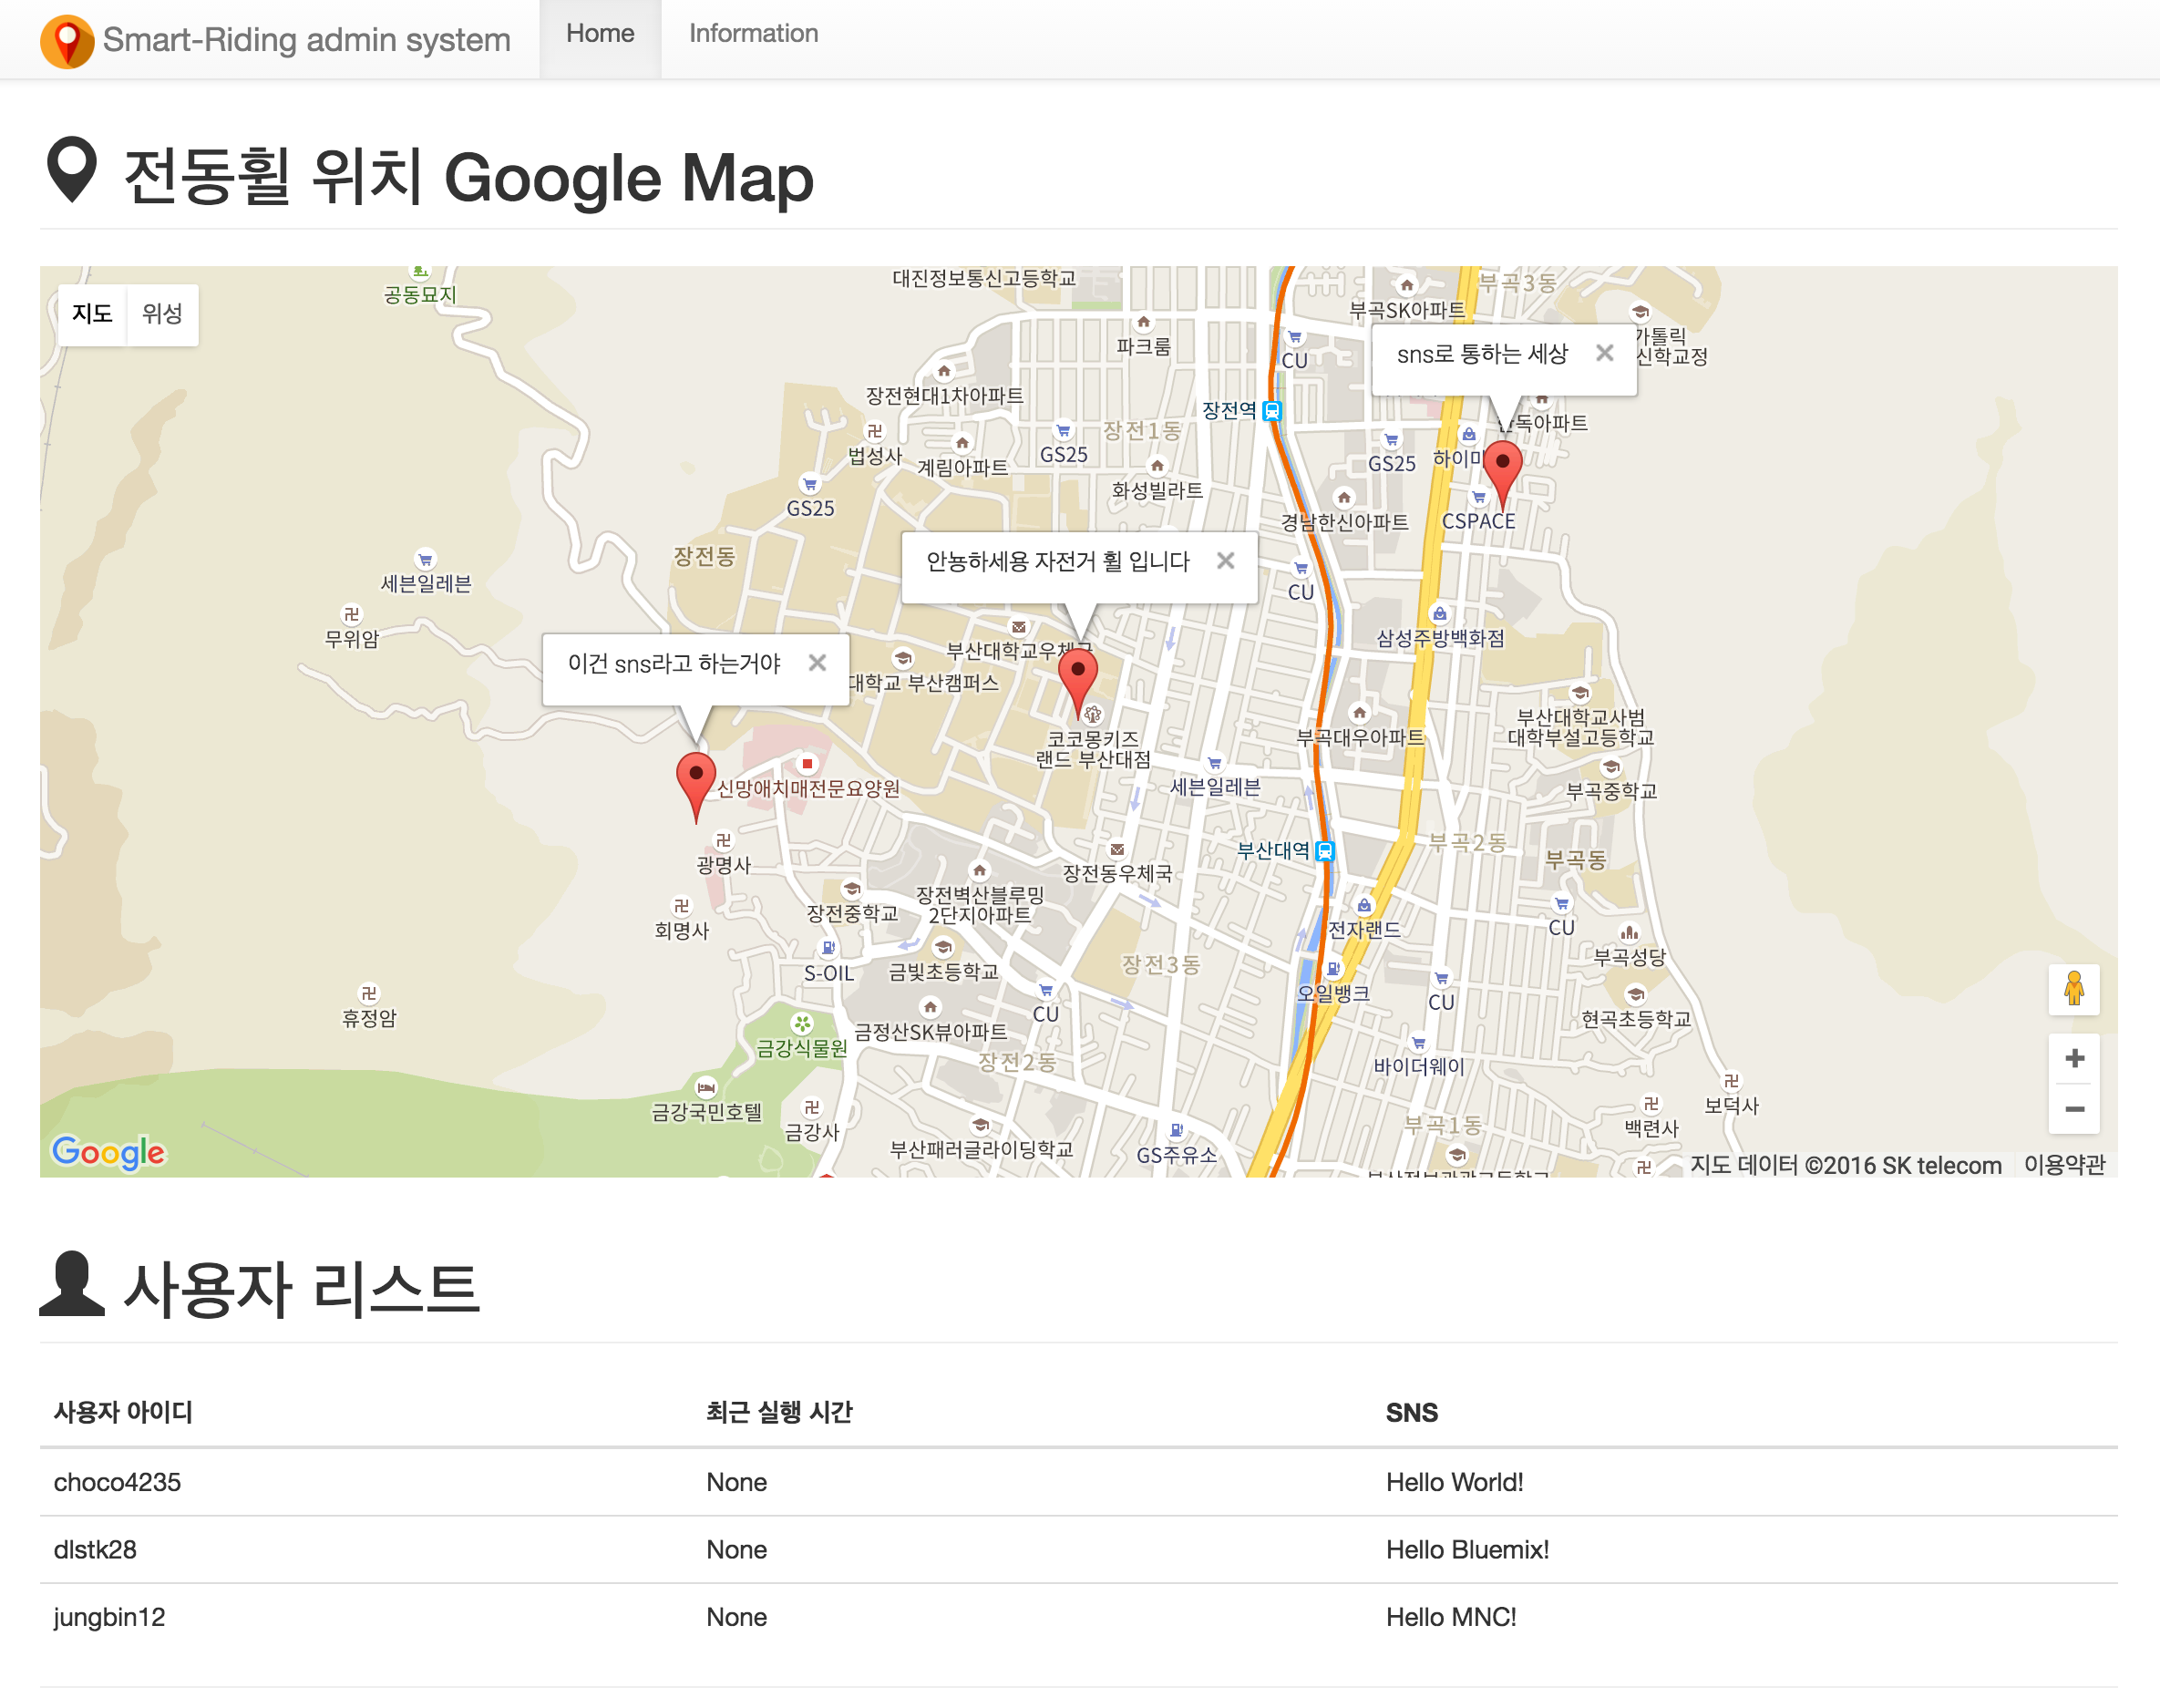 Smart-Riding admin system
Home
Information
전동휠 위치 Google Map
지도
위성
공동묘지
대진정보통신고등학교
부곡3동
부곡SK아파트
파크룸
CU
가톨릭
신학교정
sns로 통하는 세상
장전현대1차아파트
장전역
장전1동
법성사
계림아파트
GS25
GS25
하이마
화성빌라트
GS25
경남한신아파트
CSPACE
장전동
안뇽하세용 자전거 휠 입니다
세븐일레븐
CU
무위암
삼성주방백화점
부산대학교우체국
이건 sns라고 하는거야
대학교 부산캠퍼스
부산대학교사범
대학부설고등학교
코코몽키즈
랜드 부산대점
부곡대우아파트
신망애치매전문요양원
세븐일레븐
부곡중학교
부산대역
부곡2동
부곡동
광명사
장전동우체국
장전중학교
장전벽산블루밍
2단지아파트
회명사
전자랜드
CU
S-OIL
금빛초등학교
장전3동
부곡성당
오일뱅크
CU
휴정암
CU
현곡초등학교
금정산SK뷰아파트
금강식물원
장전2동
바이더웨이
금강국민호텔
보덕사
금강사
부곡1동
백련사
부산패러글라이딩학교
GS주유소
Google
지도 데이터 ©2016 SK telecom
이용약관
사용자 리스트
사용자 아이디
최근 실행 시간
SNS
choco4235
None
Hello World!
dlstk28
None
Hello Bluemix!
jungbin12
None
Hello MNC!